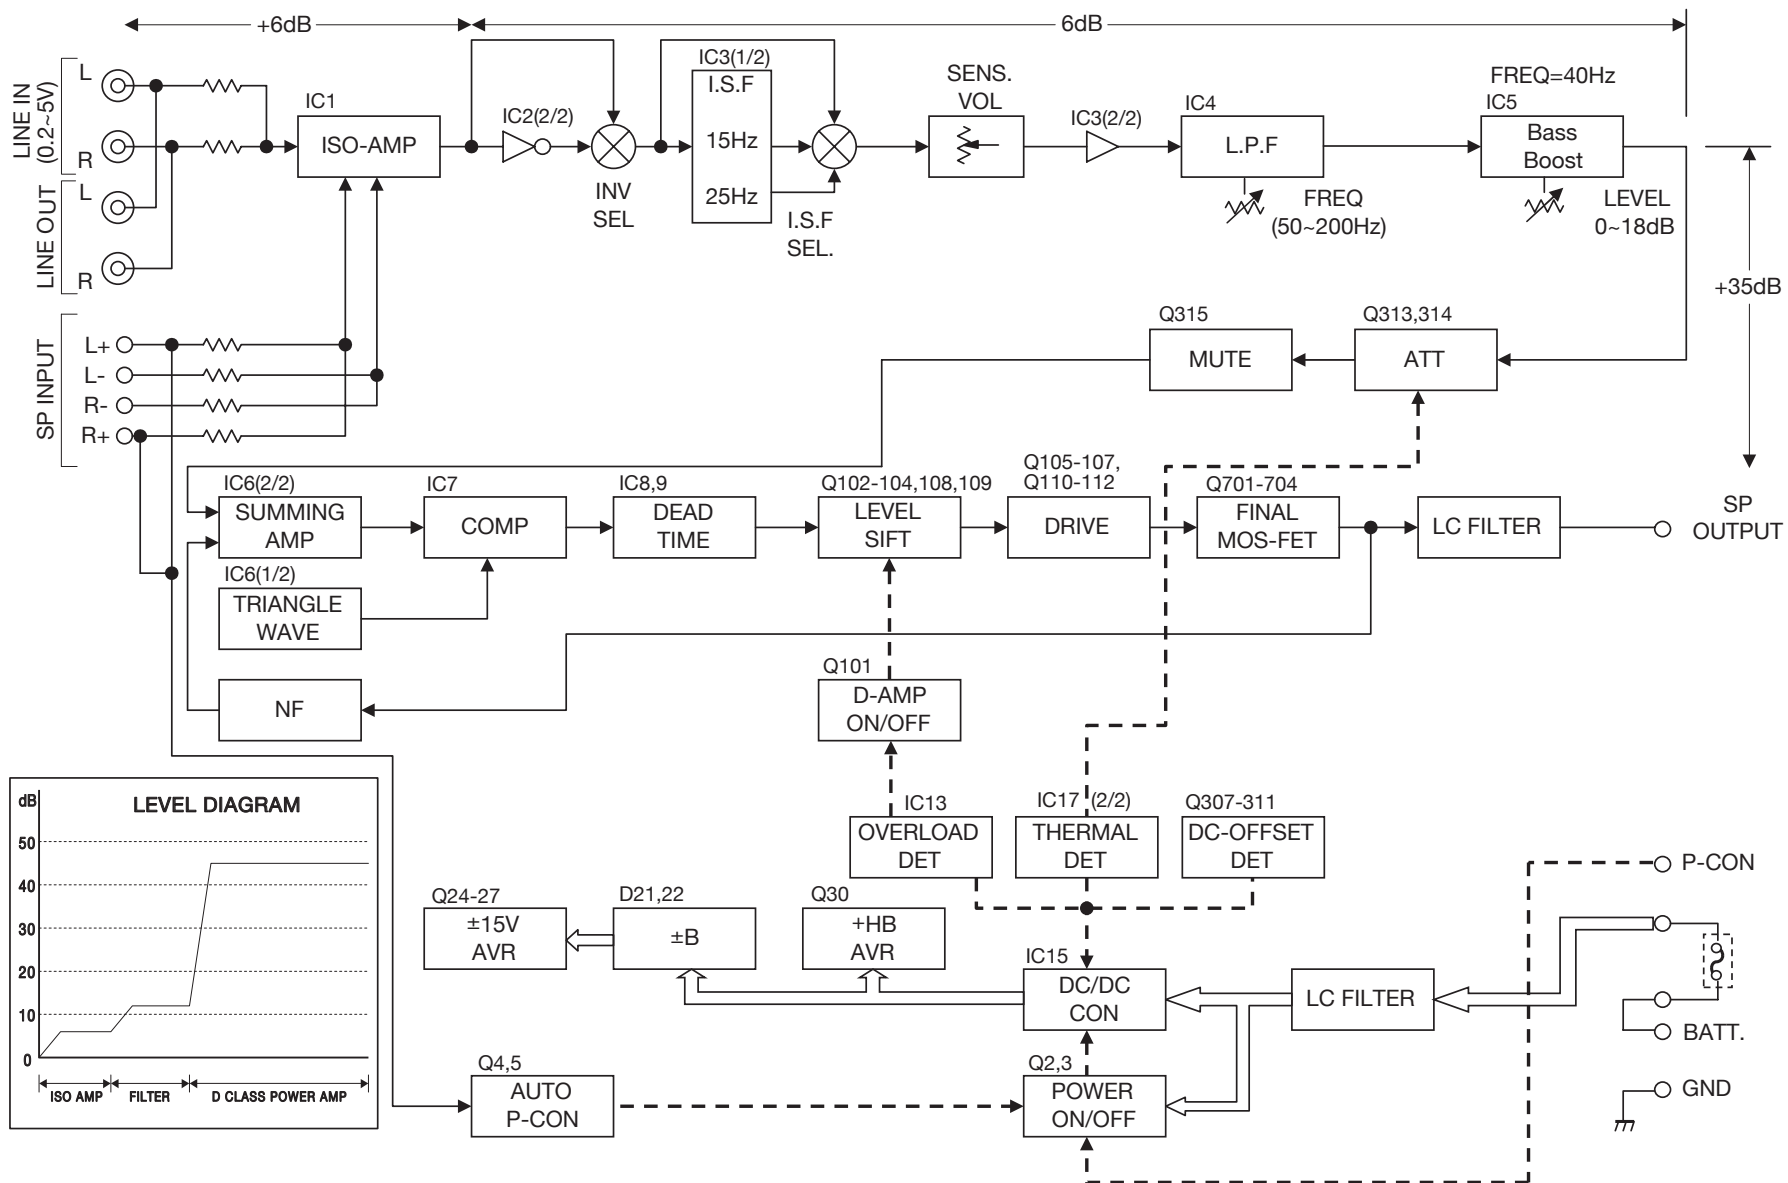 +6dB
6dB
LINE IN
(0.2~5V)
L
R
LINE OUT
L
R
IC1
ISO-AMP
IC2(2/2)
INV
SEL
IC3(1/2)
I.S.F
15Hz
25Hz
I.S.F
SEL.
SENS.
VOL
IC3(2/2)
IC4
L.P.F
FREQ
(50~200Hz)
FREQ=40Hz
IC5
Bass
Boost
LEVEL
0~18dB
+35dB
SP INPUT
L+
L-
R-
R+
Q315
MUTE
Q313,314
ATT
IC6(2/2)
SUMMING
AMP
IC7
COMP
IC8,9
DEAD
TIME
Q102-104,108,109
LEVEL
SIFT
Q105-107,
Q110-112
DRIVE
Q701-704
FINAL
MOS-FET
LC FILTER
SP
OUTPUT
IC6(1/2)
TRIANGLE
WAVE
NF
Q101
D-AMP
ON/OFF
IC13
OVERLOAD
DET
IC17 (2/2)
THERMAL
DET
Q307-311
DC-OFFSET
DET
P-CON
Q24-27
±15V
AVR
D21,22
±B
Q30
+HB
AVR
IC15
DC/DC
CON
LC FILTER
BATT.
GND
Q4,5
AUTO
P-CON
Q2,3
POWER
ON/OFF
LEVEL DIAGRAM
dB
50
40
30
20
10
0
ISO AMP
FILTER
D CLASS POWER AMP